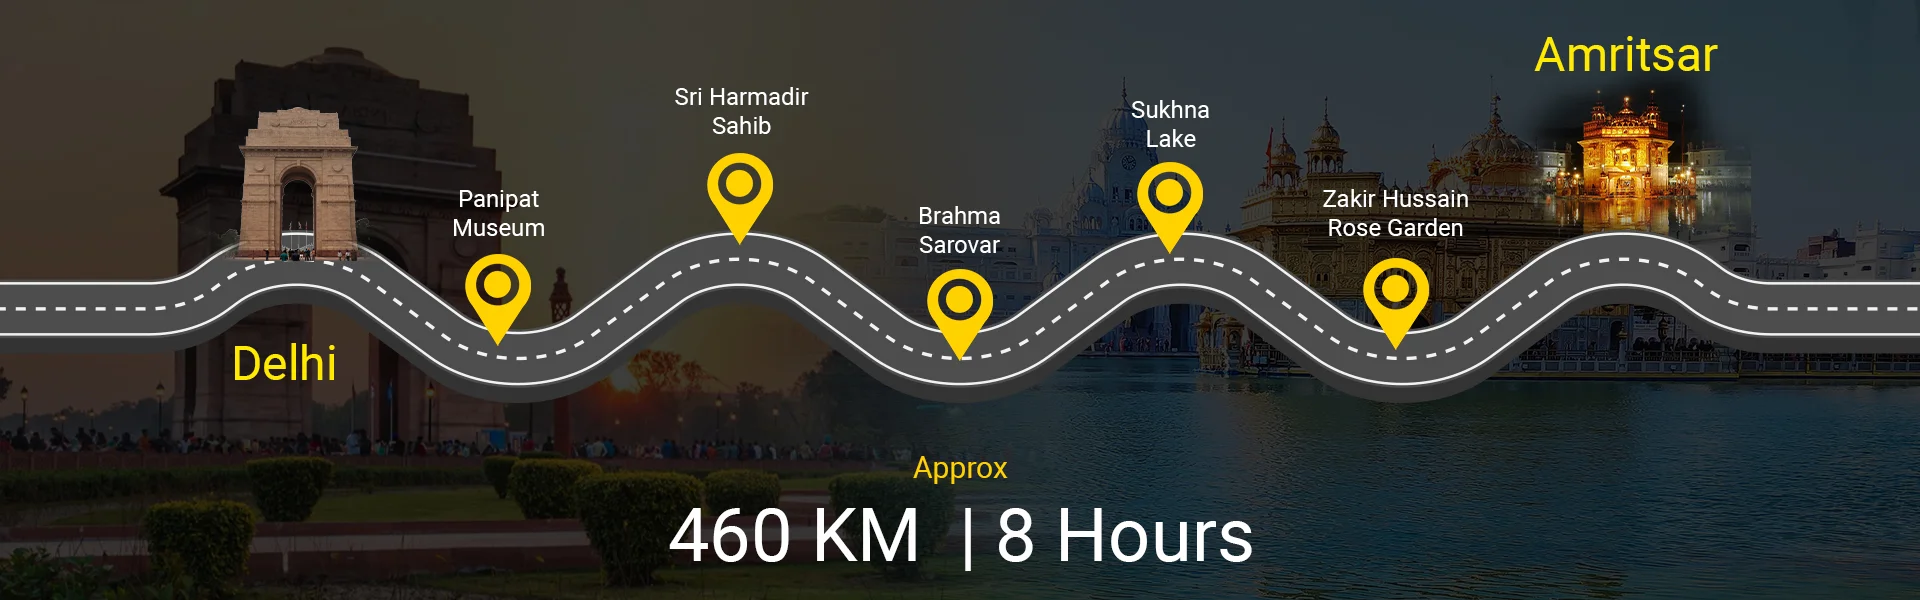 Amritsar
Sri Harmadir
Sahib
Sukhna
Lake
Panipat
Museum
Brahma
Sarovar
Zakir Hussain
Rose Garden
Delhi
Approx
460 KM | 8 Hours